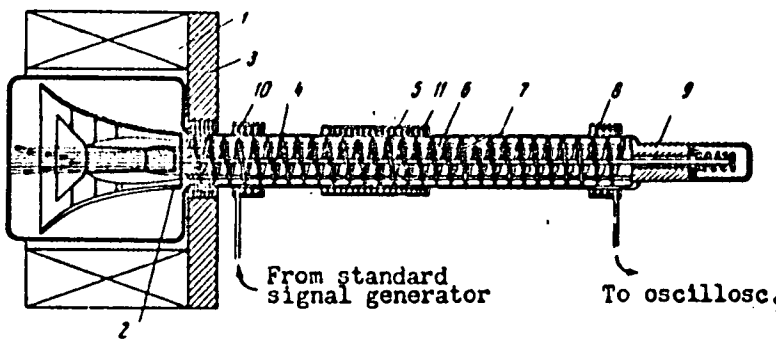 1
3
10 4 5 11 6 7 8 9
From standard
signal generator
To oscillosc.
2